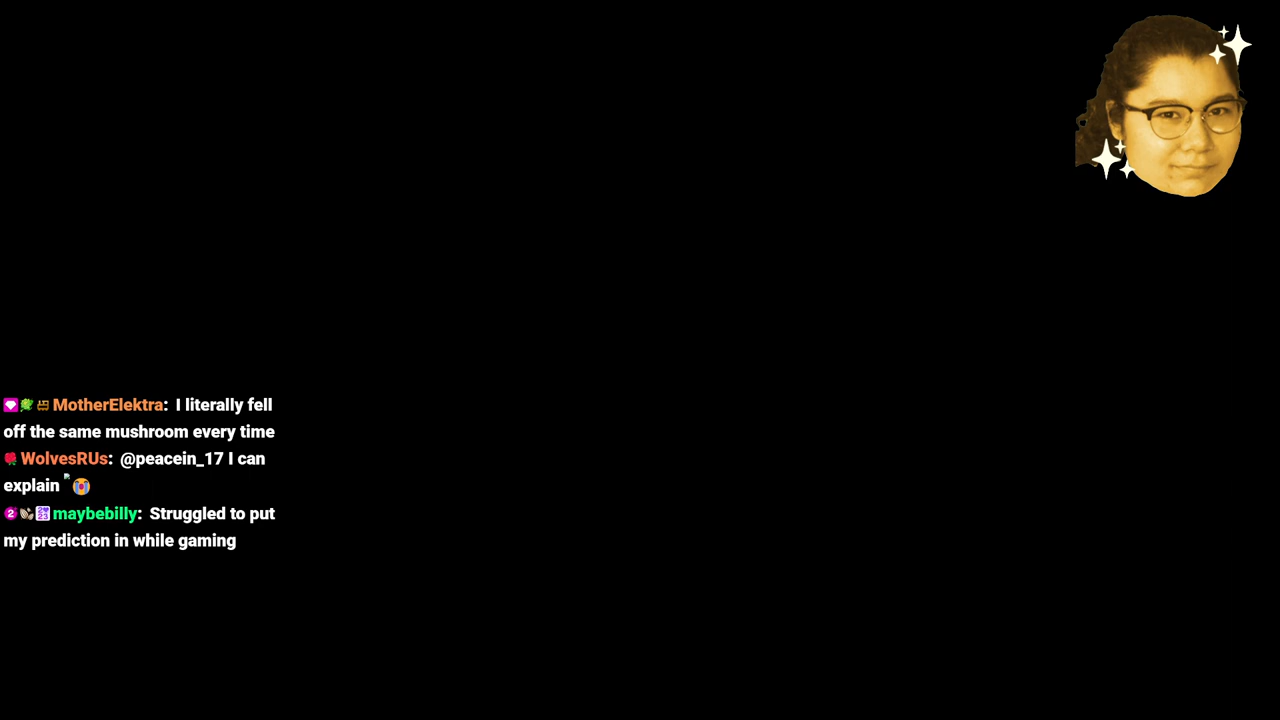 MotherElektra: I literally fell
off the same mushroom every time
WolvesRUs: @peacein_17 I can
explain 😭
2 maybebilly: Struggled to put
my prediction in while gaming